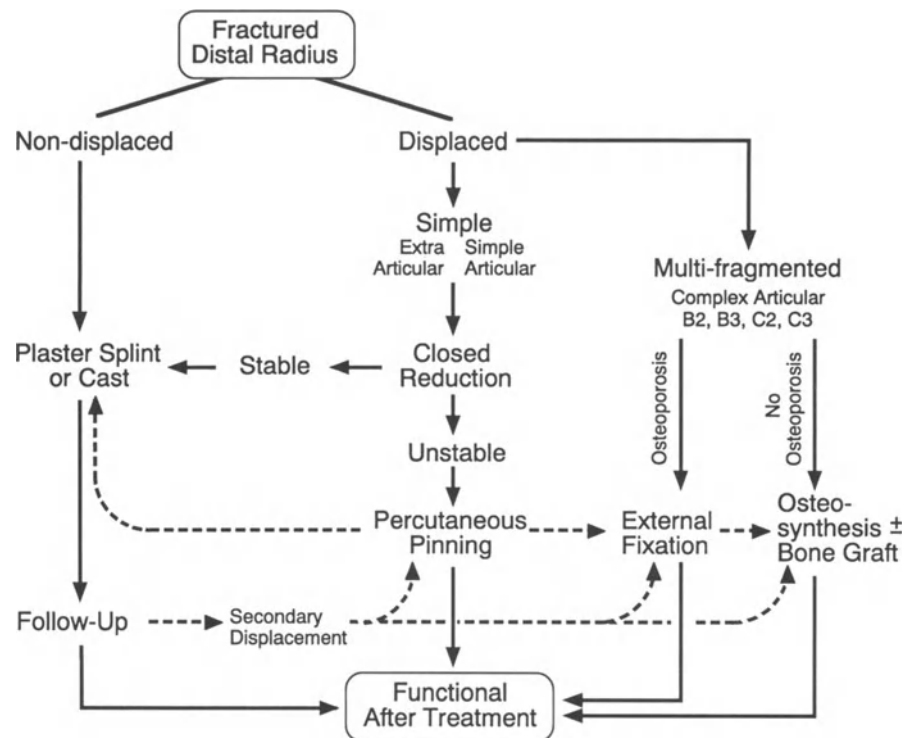 Fractured
Distal Radius
Non-displaced
Displaced
Simple
Extra Articular
Simple Articular
Multi-fragmented
Complex Articular
B2, B3, C2, C3
Plaster Splint
or Cast
Stable
Closed
Reduction
Osteoporosis
No
Osteoporosis
Unstable
Percutaneous
Pinning
External
Fixation
Osteo-
synthesis ±
Bone Graft
Follow-Up
Secondary
Displacement
Functional
After Treatment